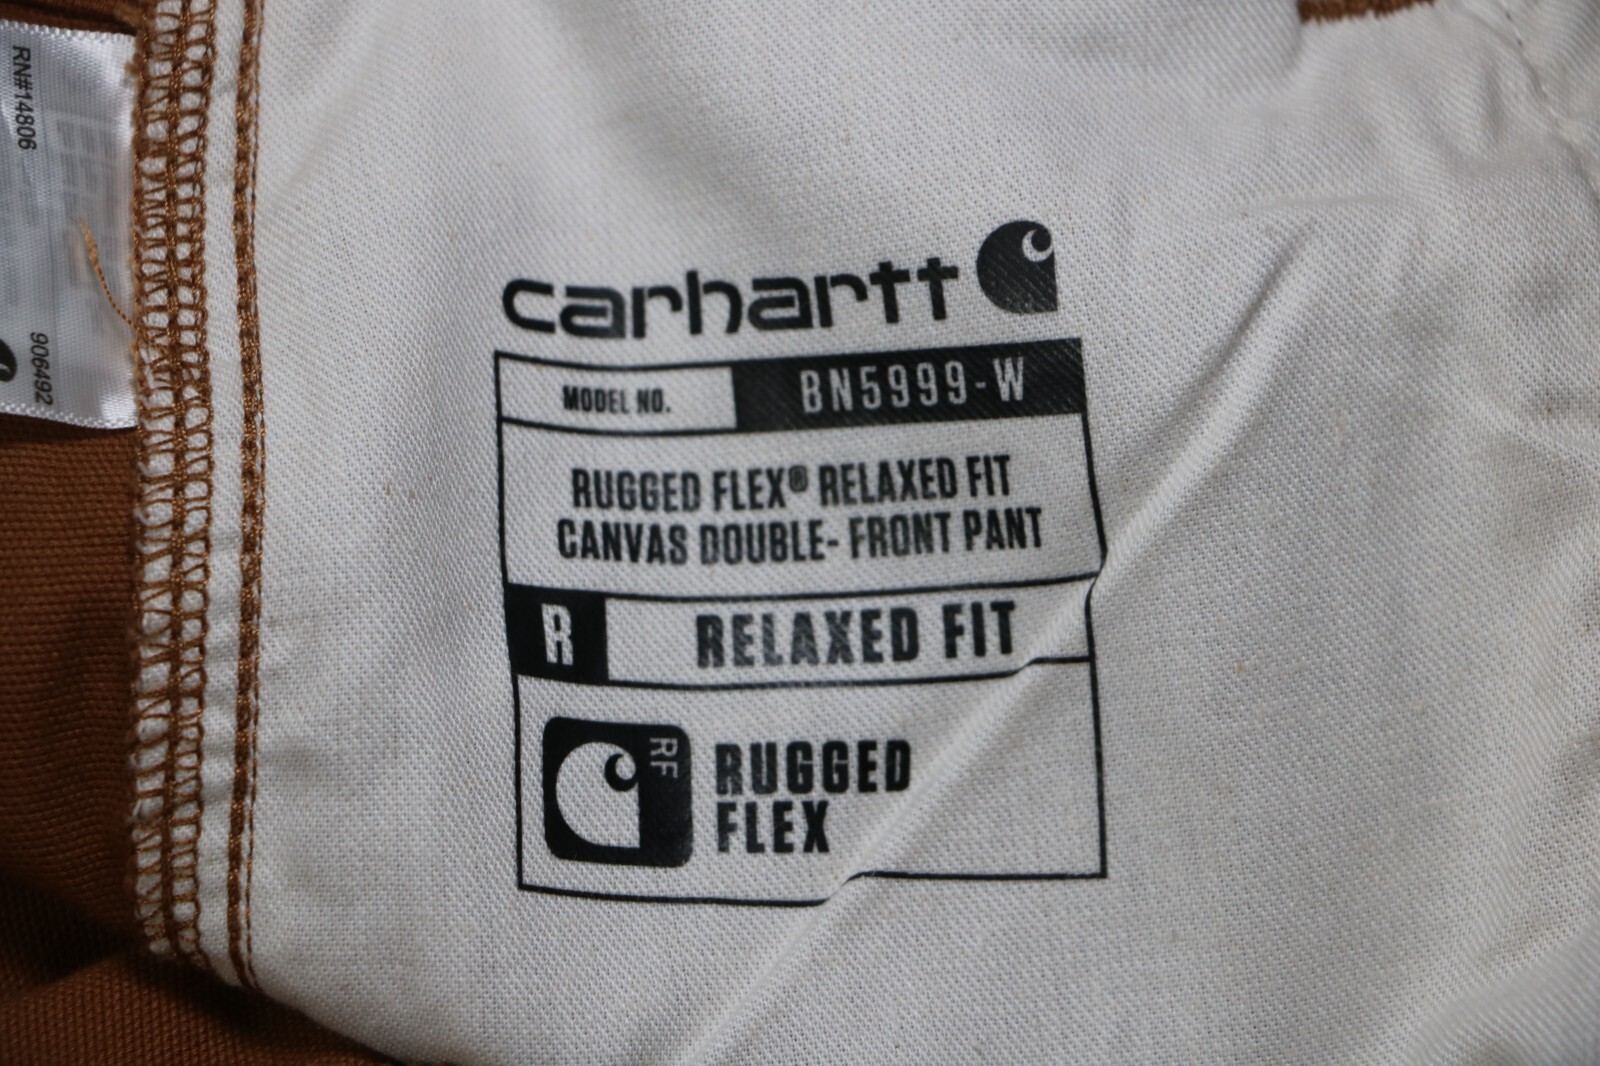 RN#14806
906492
carhartt
MODEL NO. BN5999-W
RUGGED FLEX® RELAXED FIT
CANVAS DOUBLE- FRONT PANT
R RELAXED FIT
RF
RUGGED
FLEX